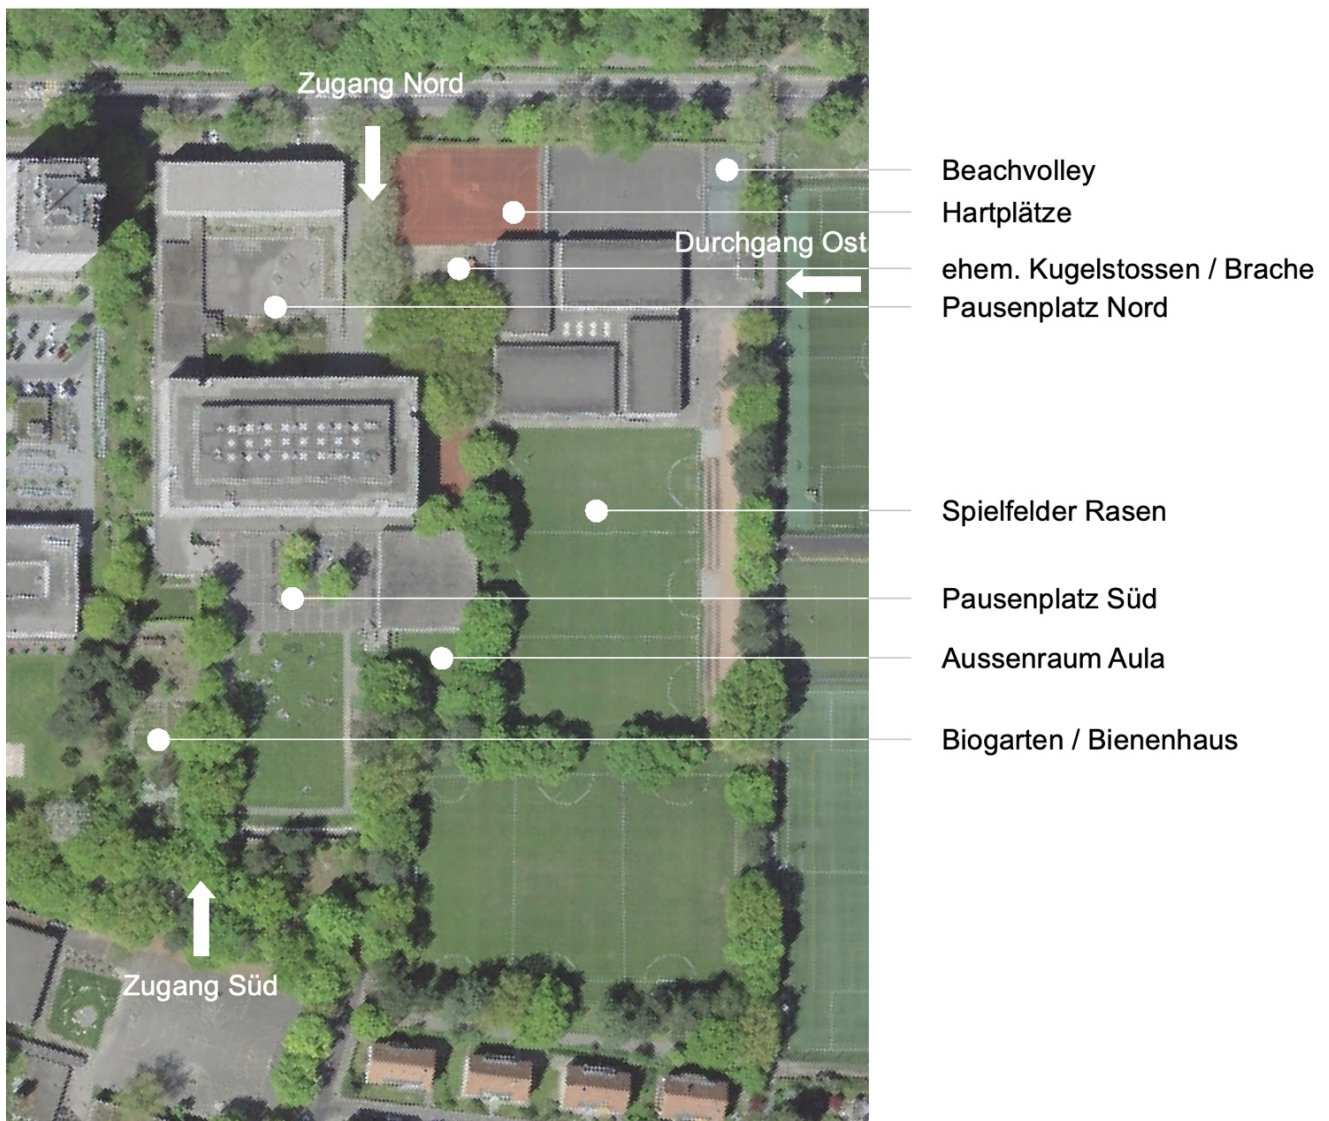 Zugang Nord
Beachvolley
Hartplätze
Durchgang Ost
ehem. Kugelstossen / Brache
Pausenplatz Nord
Spielfelder Rasen
Pausenplatz Süd
Aussenraum Aula
Biogarten / Bienenhaus
Zugang Süd